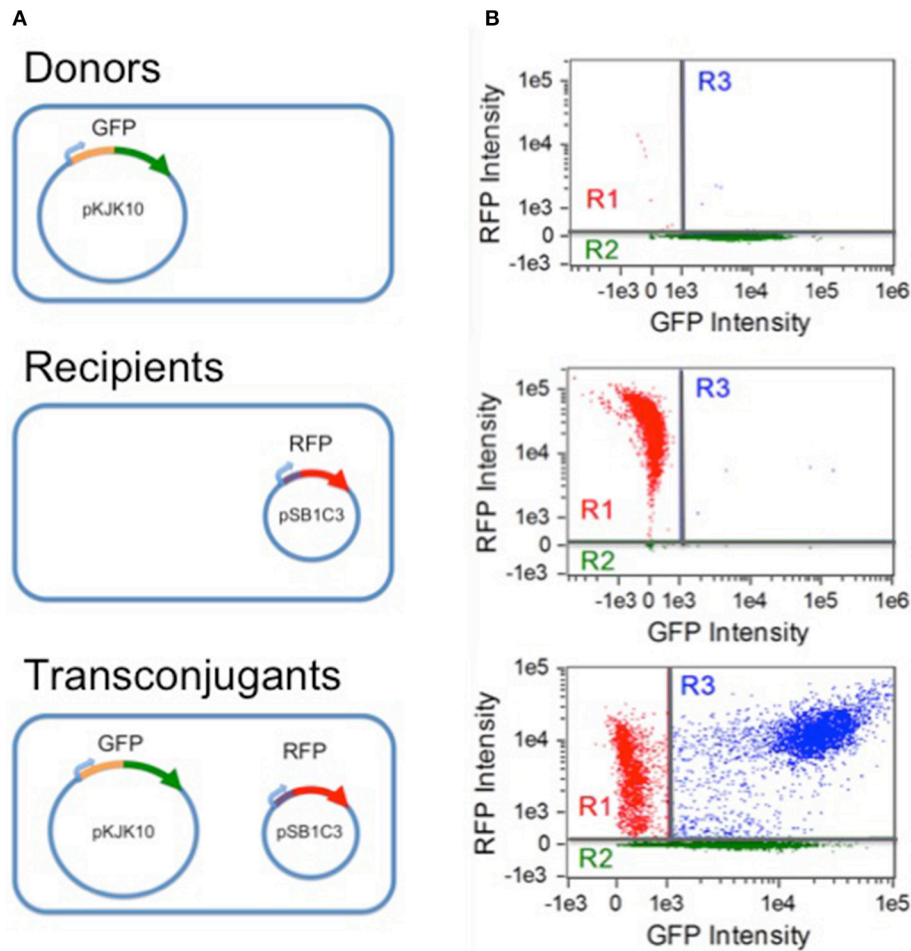 A
B
Donors
GFP
pKJK10
RFP Intensity
1e5
1e4
1e3
0
-1e3
R3
R1
R2
-1e3 0 1e3 1e4 1e5 1e6
GFP Intensity
Recipients
RFP
pSB1C3
RFP Intensity
1e5
1e4
1e3
0
-1e3
R3
R1
R2
-1e3 0 1e3 1e4 1e5 1e6
GFP Intensity
Transconjugants
GFP
pKJK10
RFP
pSB1C3
RFP Intensity
1e5
1e4
1e3
0
-1e3
R3
R1
R2
-1e3 0 1e3 1e4 1e5
GFP Intensity